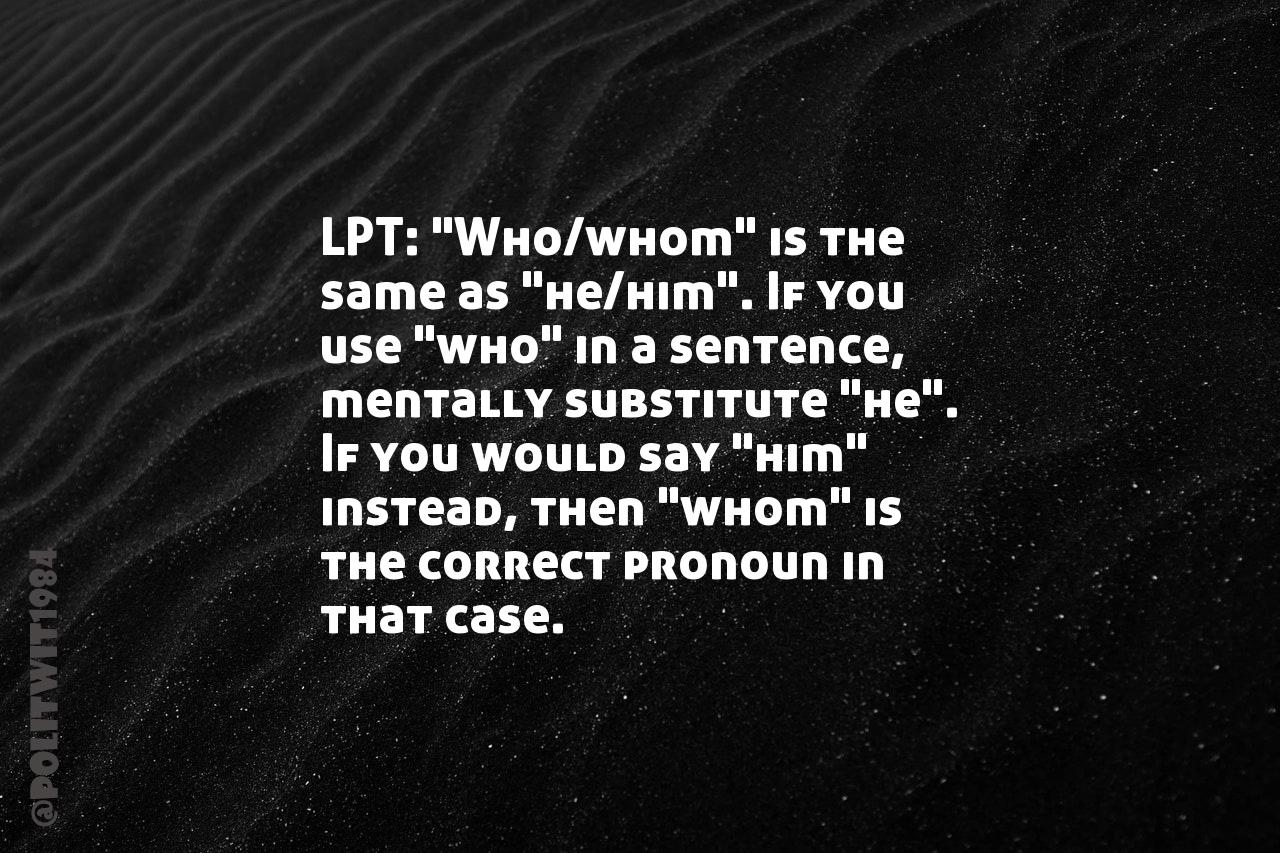 LPT: "Who/whom" is the
same as "he/him". If you
use "who" in a sentence,
mentally substitute "he".
If you would say "him"
instead, then "whom" is
the correct pronoun in
that case.
@politwit1984